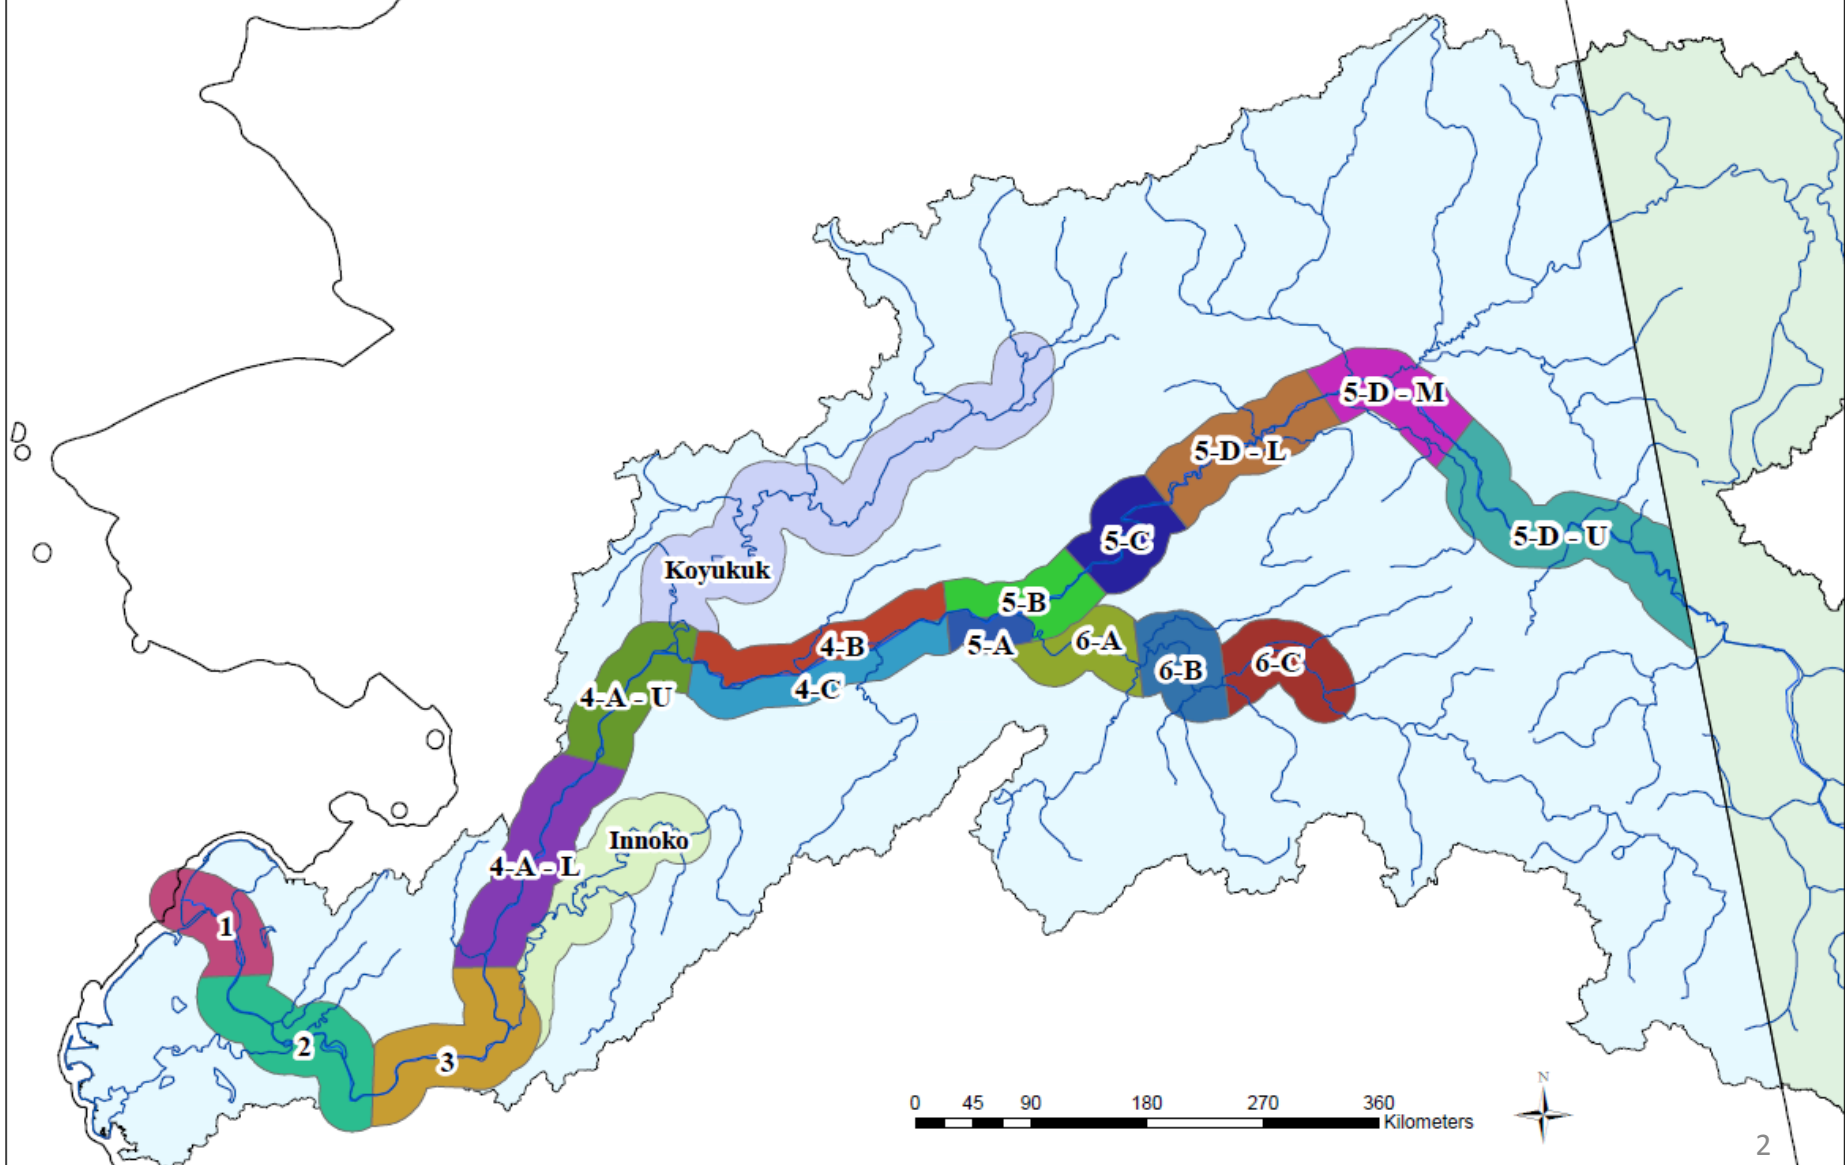 5-D - M
5-D - L
5-D - U
5-C
Koyukuk
5-B
4-B
5-A
6-A
6-B
6-C
4-C
4-A - U
Innoko
4-A - L
1
2
3
N
0 45 90 180 270 360
Kilometers
2